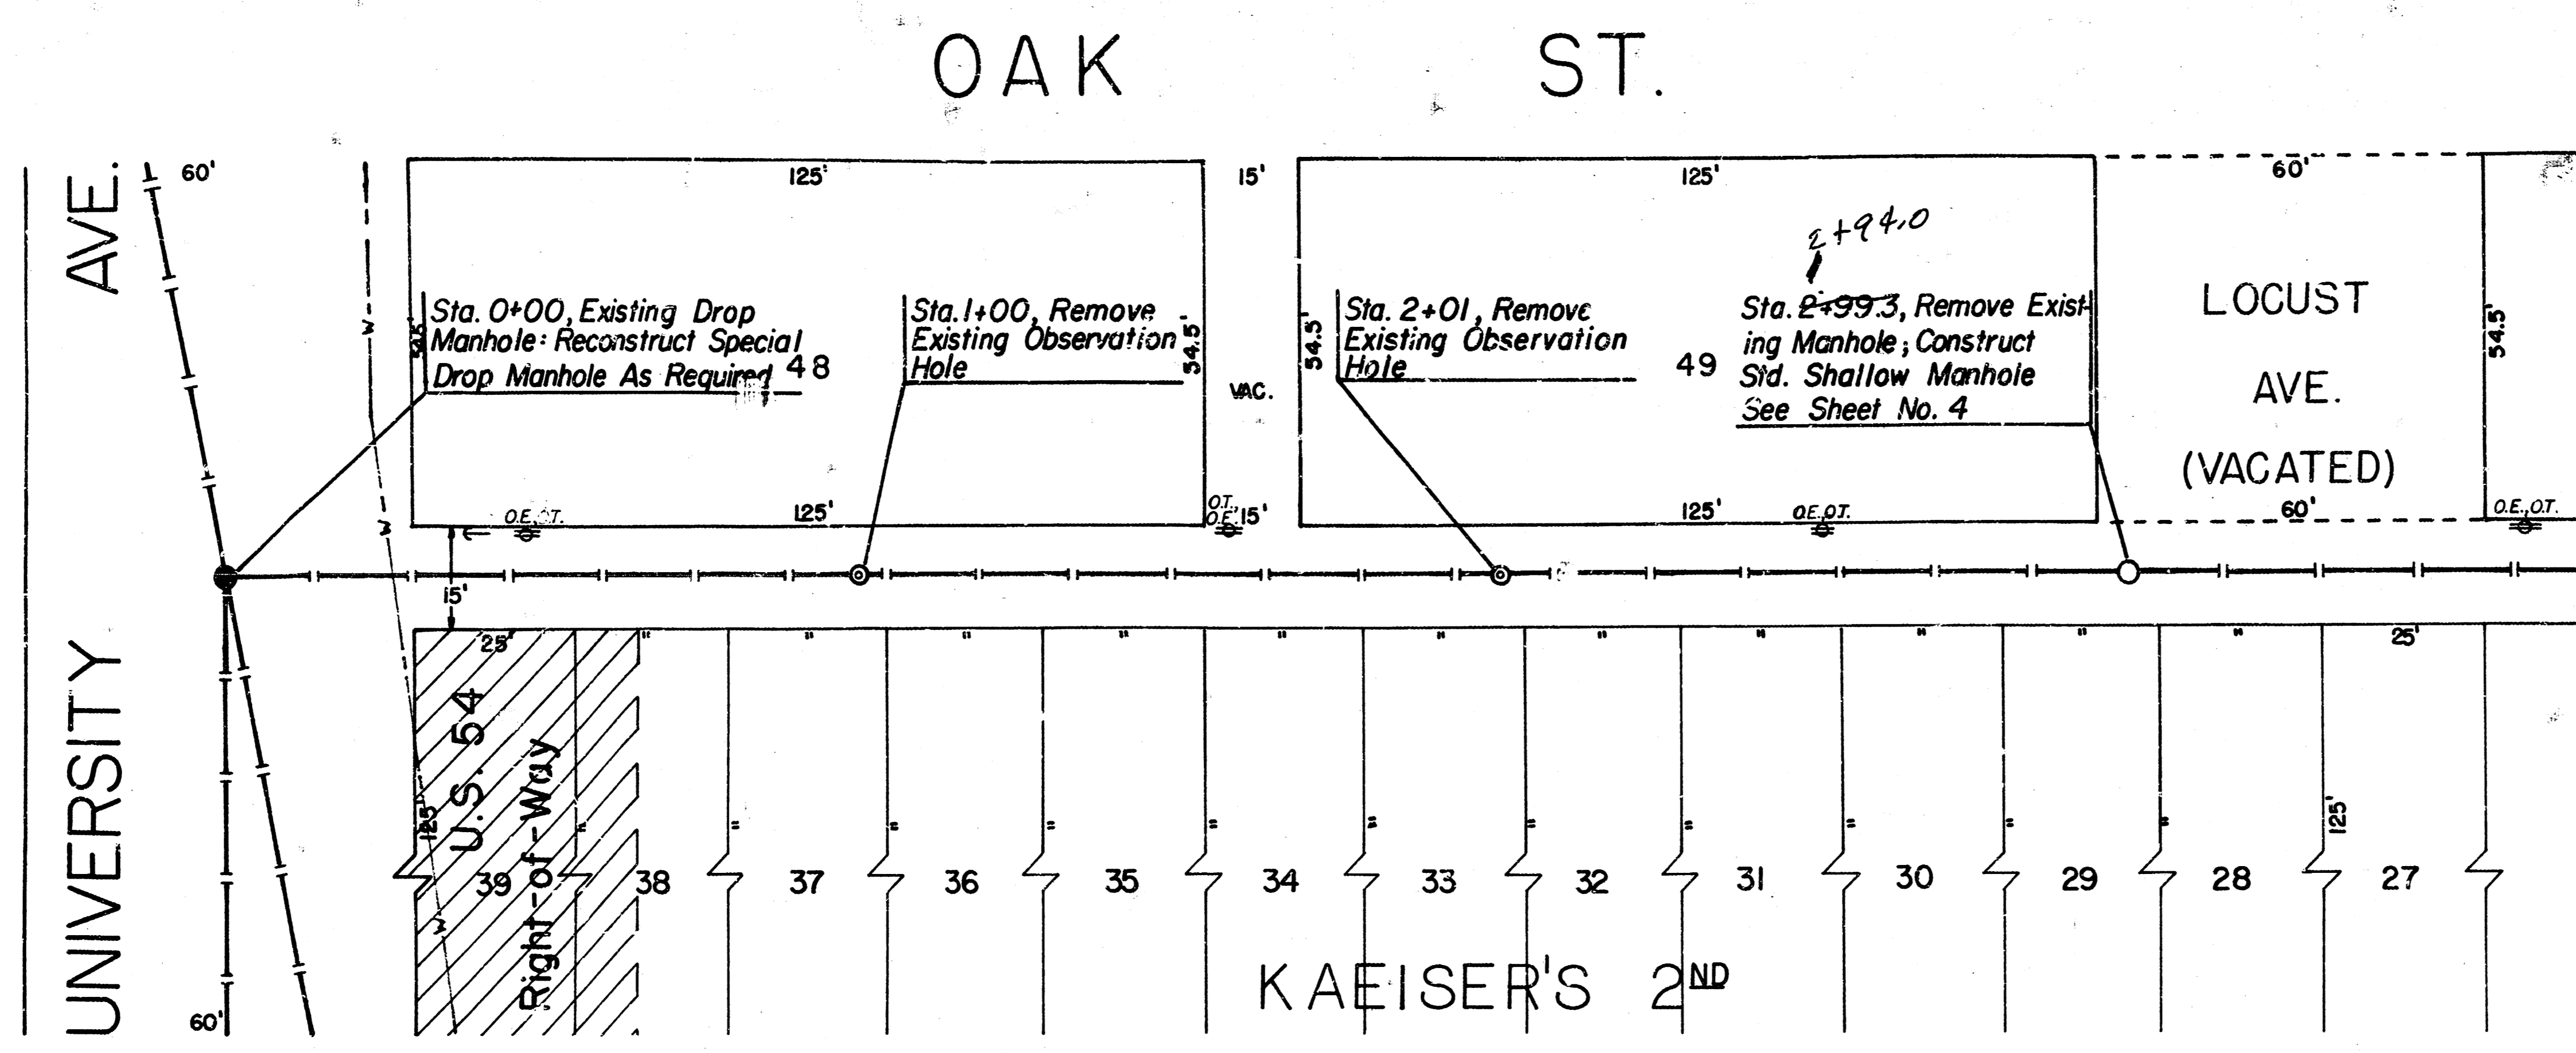 OAK ST.
UNIVERSITY AVE.
60'
125'
15'
125'
60'
2+94.0
Sta. 0+00, Existing Drop
Manhole: Reconstruct Special
Drop Manhole As Required
48
54.5'
Sta. 1+00, Remove
Existing Observation
Hole
54.5'
VAC.
54.5'
Sta. 2+01, Remove
Existing Observation
Hole
49
Sta. 2+99.3, Remove Exist-
ing Manhole; Construct
Std. Shallow Manhole
See Sheet No. 4
LOCUST
AVE.
(VACATED)
54.5'
W
W
O.E., O.T.
125'
O.T.
O.E.
15'
125'
O.E., O.T.
60'
O.E., O.T.
15'
25'
"
"
"
"
"
"
"
"
"
"
"
25'
125'
U.S. 54
Right-of-Way
"
"
"
"
"
"
"
"
"
"
"
125'
39
38
37
36
35
34
33
32
31
30
29
28
27
W
60'
KAEISER'S 2ND